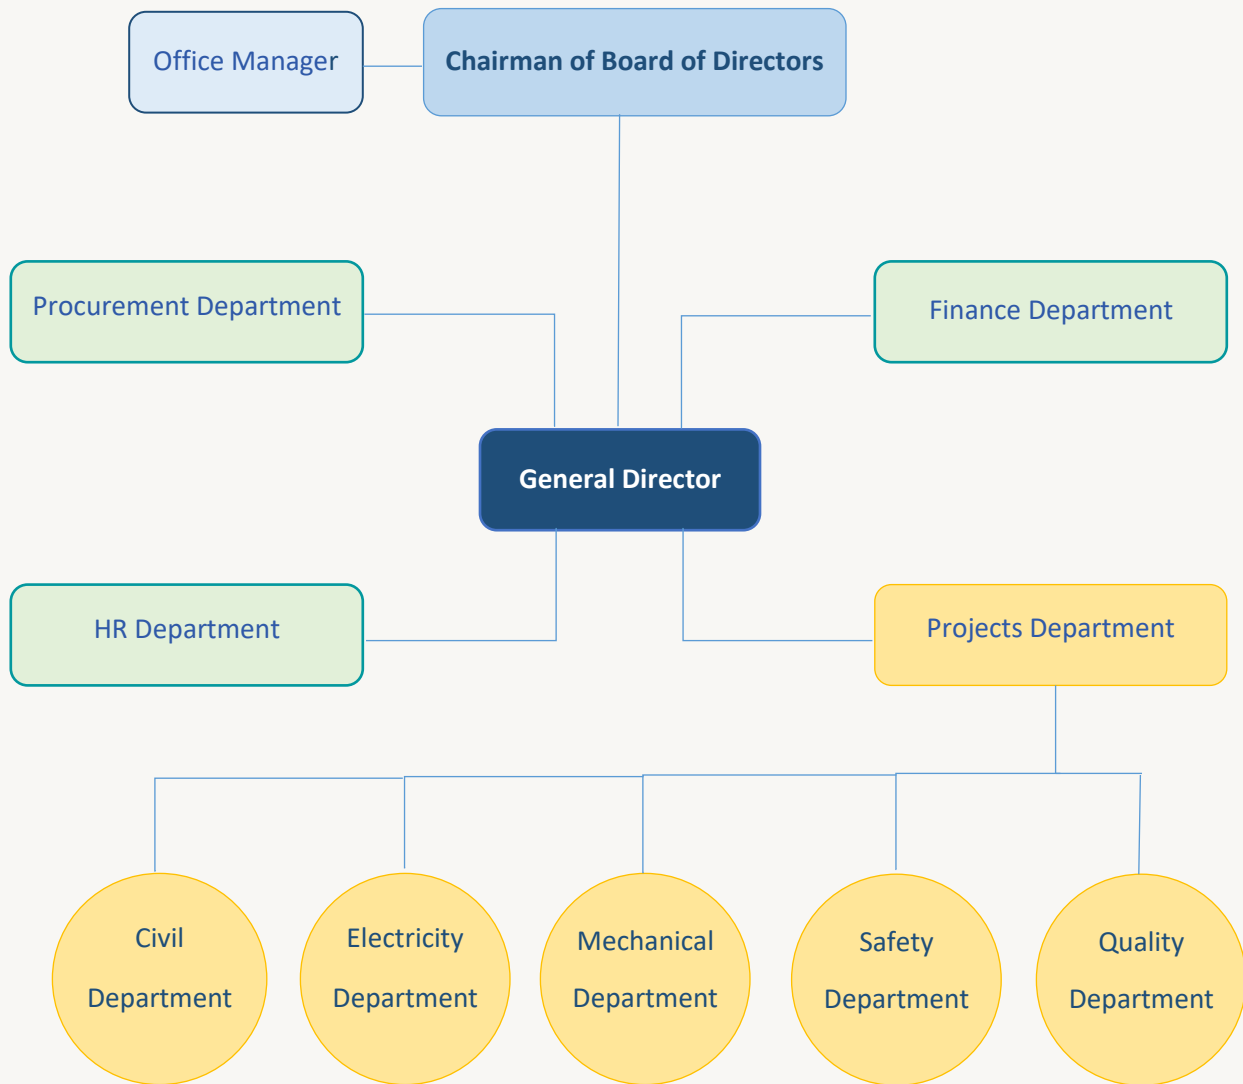 Office Manager
Chairman of Board of Directors
Procurement Department
Finance Department
General Director
HR Department
Projects Department
Civil
Department
Electricity
Department
Mechanical
Department
Safety
Department
Quality
Department